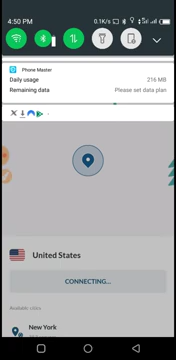 4:50 PM
0.1K/s
Phone Master
Daily usage 216 MB
Remaining data Please set data plan
United States
CONNECTING...
New York